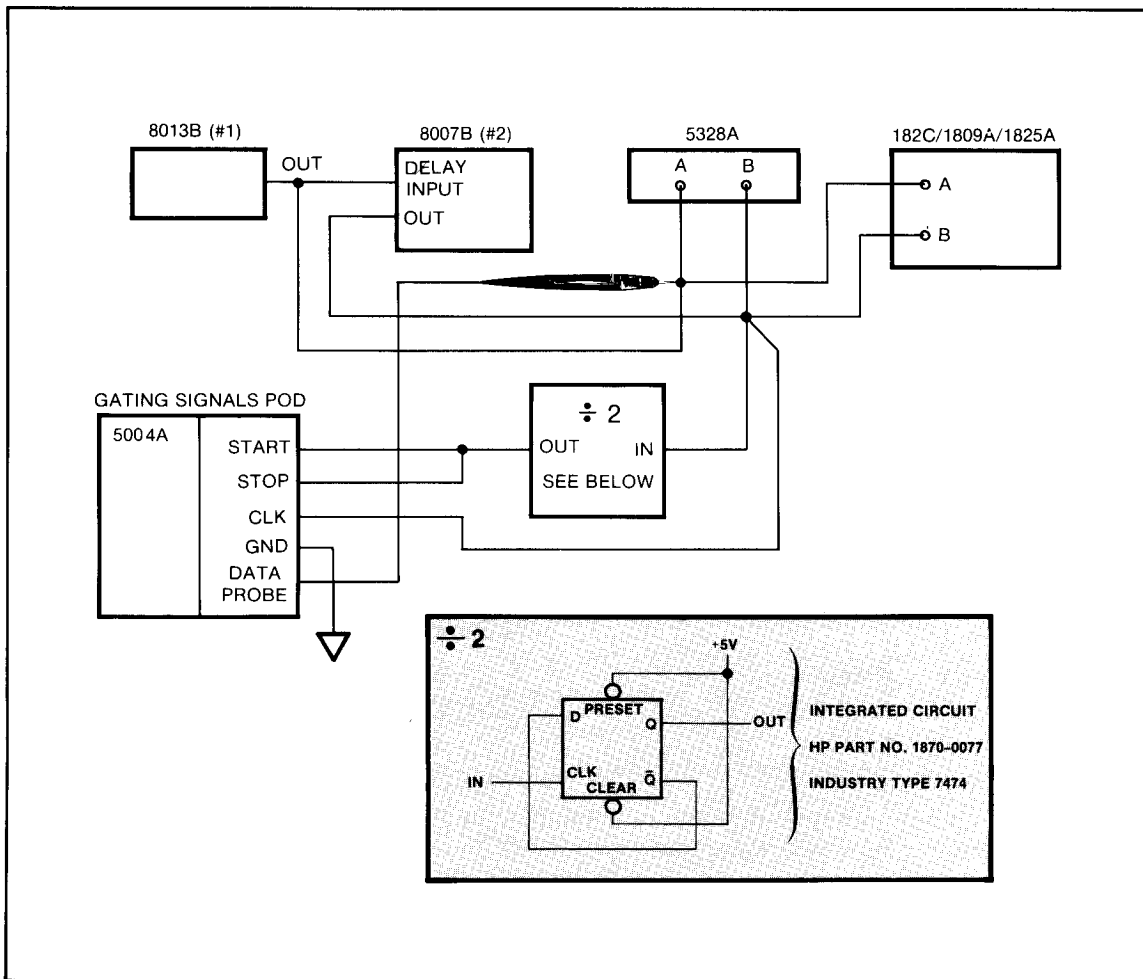 8013B (#1)
8007B (#2)
5328A
182C/1809A/1825A
OUT
DELAY
INPUT
OUT
A
B
A
B
GATING SIGNALS POD
5004A
START
STOP
CLK
GND
DATA
PROBE
÷ 2
OUT
IN
SEE BELOW
÷ 2
+5V
PRESET
D
Q
OUT
IN
CLK
CLEAR
Q̄
INTEGRATED CIRCUIT
HP PART NO. 1870-0077
INDUSTRY TYPE 7474